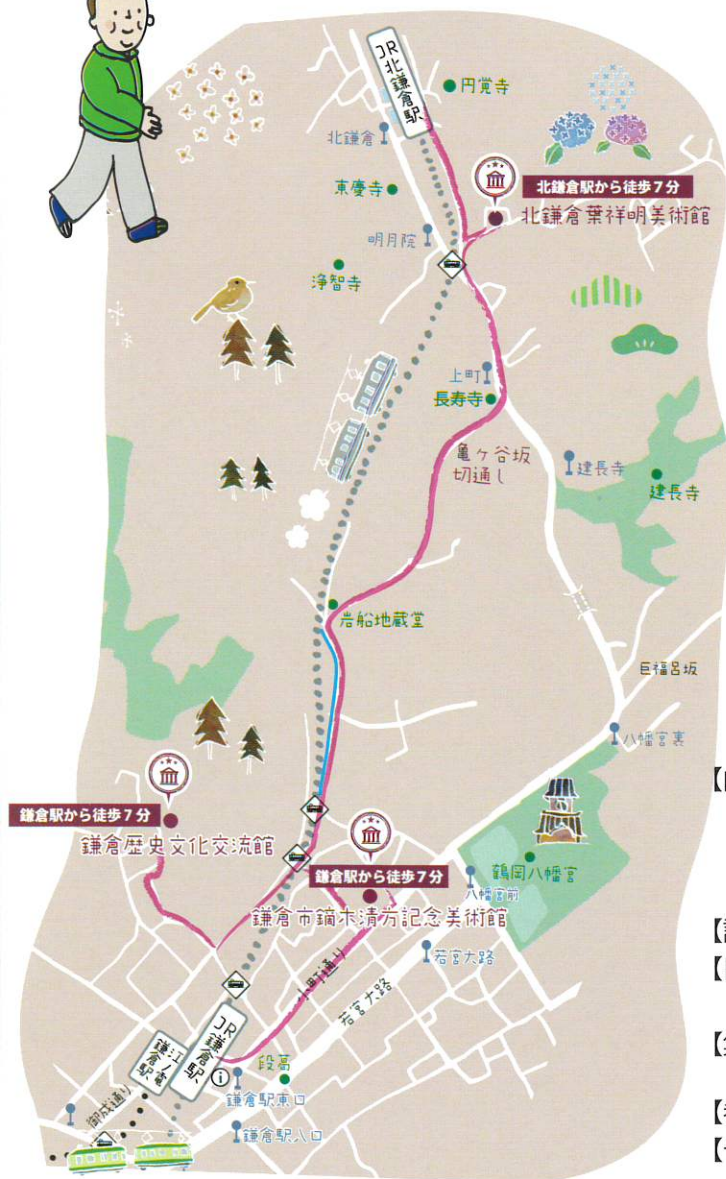 JR北鎌倉駅
円覚寺
北鎌倉
北鎌倉駅から徒歩7分
北鎌倉葉祥明美術館
東慶寺
明月院
浄智寺
上町
長寿寺
亀ヶ谷坂
切通し
建長寺
建長寺
岩船地蔵堂
巨福呂坂
八幡宮裏
鎌倉駅から徒歩7分
鎌倉歴史文化交流館
鎌倉駅から徒歩7分
鎌倉市鏑木清方記念美術館
鶴岡八幡宮
八幡宮前
若宮大路
小町通り
若宮大路
JR鎌倉駅
江ノ電
鎌倉駅
段葛
i
鎌倉駅東口
御成通り
鎌倉駅入口